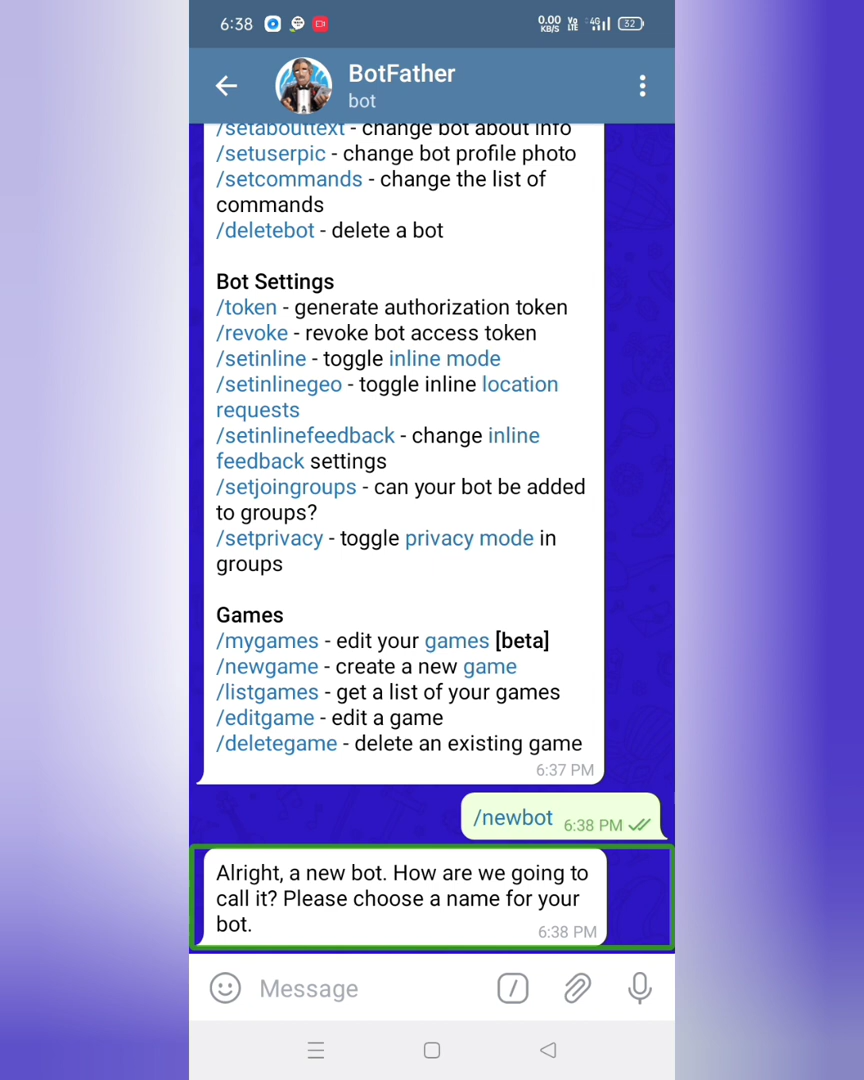 6:38
0.00 KB/S Vo LTE 4G 32
BotFather
bot
/setabouttext - change bot about info
/setuserpic - change bot profile photo
/setcommands - change the list of
commands
/deletebot - delete a bot
Bot Settings
/token - generate authorization token
/revoke - revoke bot access token
/setinline - toggle inline mode
/setinlinegeo - toggle inline location
requests
/setinlinefeedback - change inline
feedback settings
/setjoingroups - can your bot be added
to groups?
/setprivacy - toggle privacy mode in
groups
Games
/mygames - edit your games [beta]
/newgame - create a new game
/listgames - get a list of your games
/editgame - edit a game
/deletegame - delete an existing game
6:37 PM
/newbot 6:38 PM
Alright, a new bot. How are we going to
call it? Please choose a name for your
bot. 6:38 PM
Message